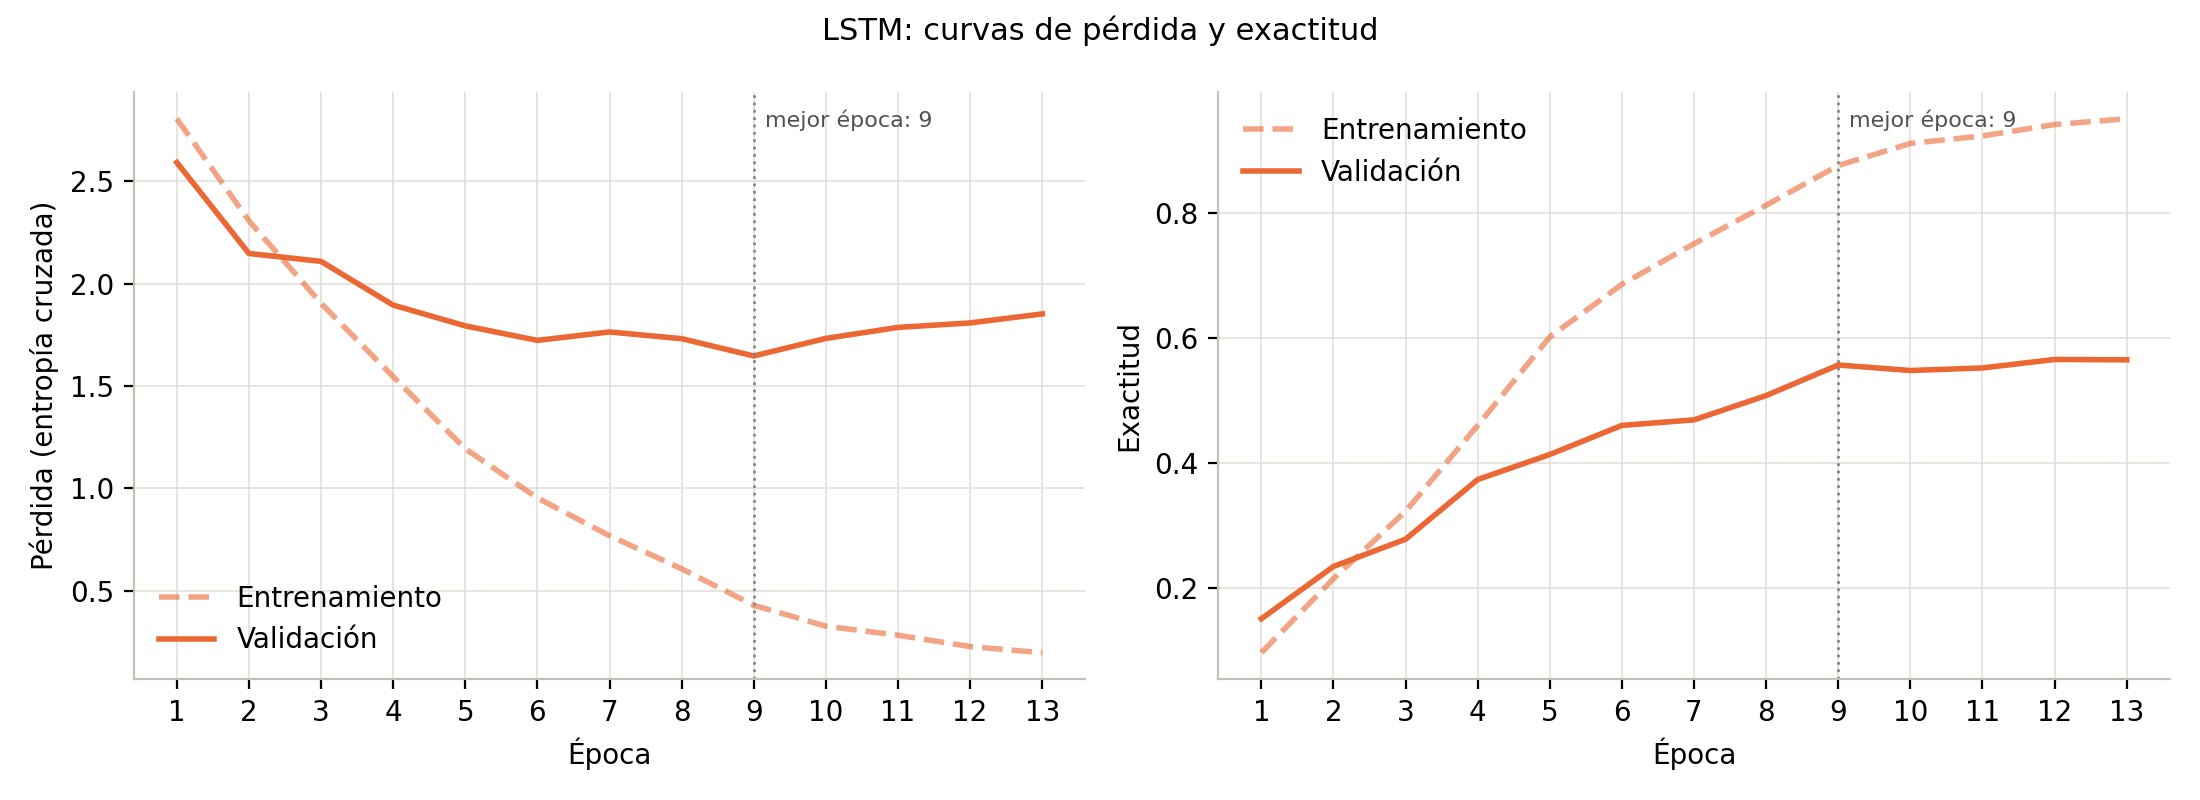 LSTM: curvas de pérdida y exactitud
Pérdida (entropía cruzada)
2.5
2.0
1.5
1.0
0.5
mejor época: 9
Entrenamiento
Validación
1 2 3 4 5 6 7 8 9 10 11 12 13
Época
Exactitud
0.8
0.6
0.4
0.2
Entrenamiento
Validación
mejor época: 9
1 2 3 4 5 6 7 8 9 10 11 12 13
Época